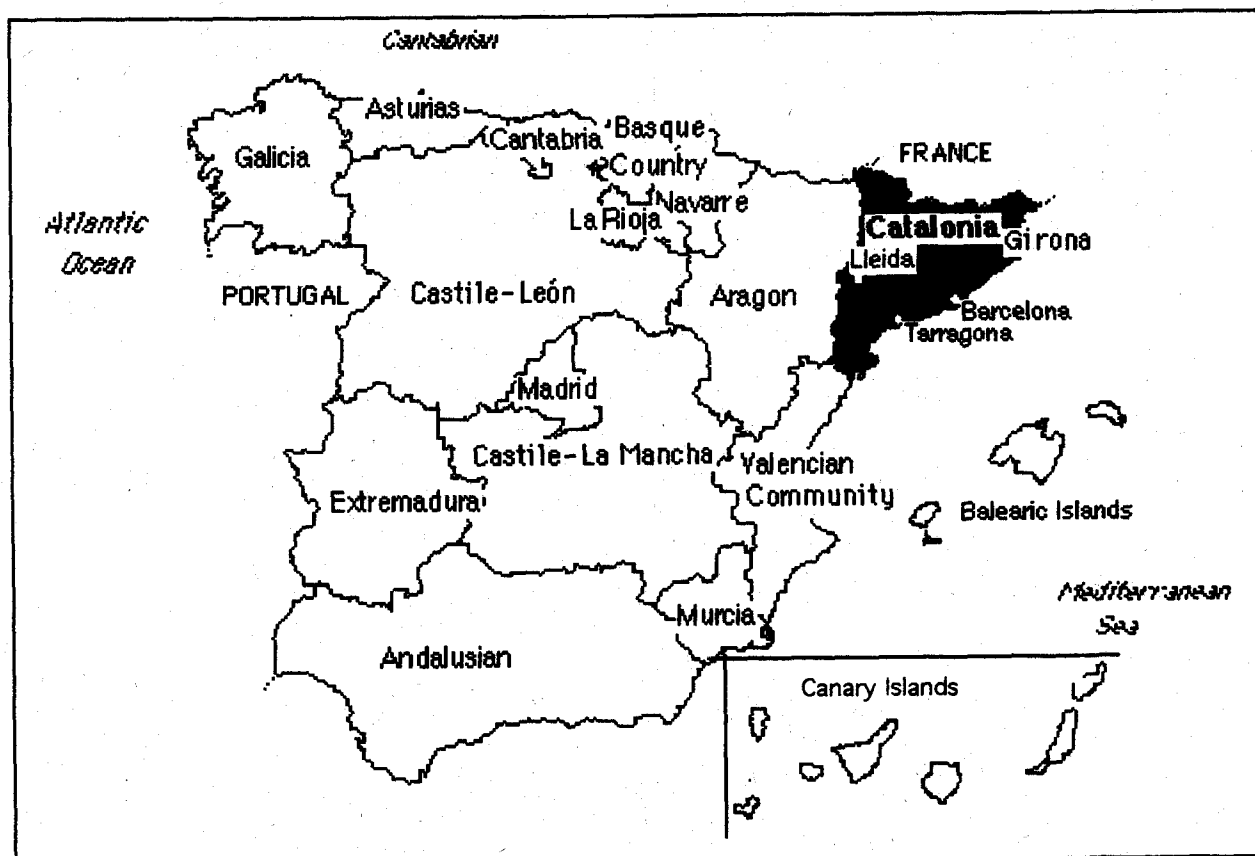 Cantabrian
Asturias
Cantabria
Basque
Country
FRANCE
Galicia
Navarre
La Rioja
Catalonia
Girona
Lleida
Atlantic
Ocean
PORTUGAL
Castile-León
Aragon
Barcelona
Tarragona
Madrid
Castile-La Mancha
Valencian
Community
Extremadura
Balearic Islands
Mediterranean
Sea
Murcia
Andalusian
Canary Islands